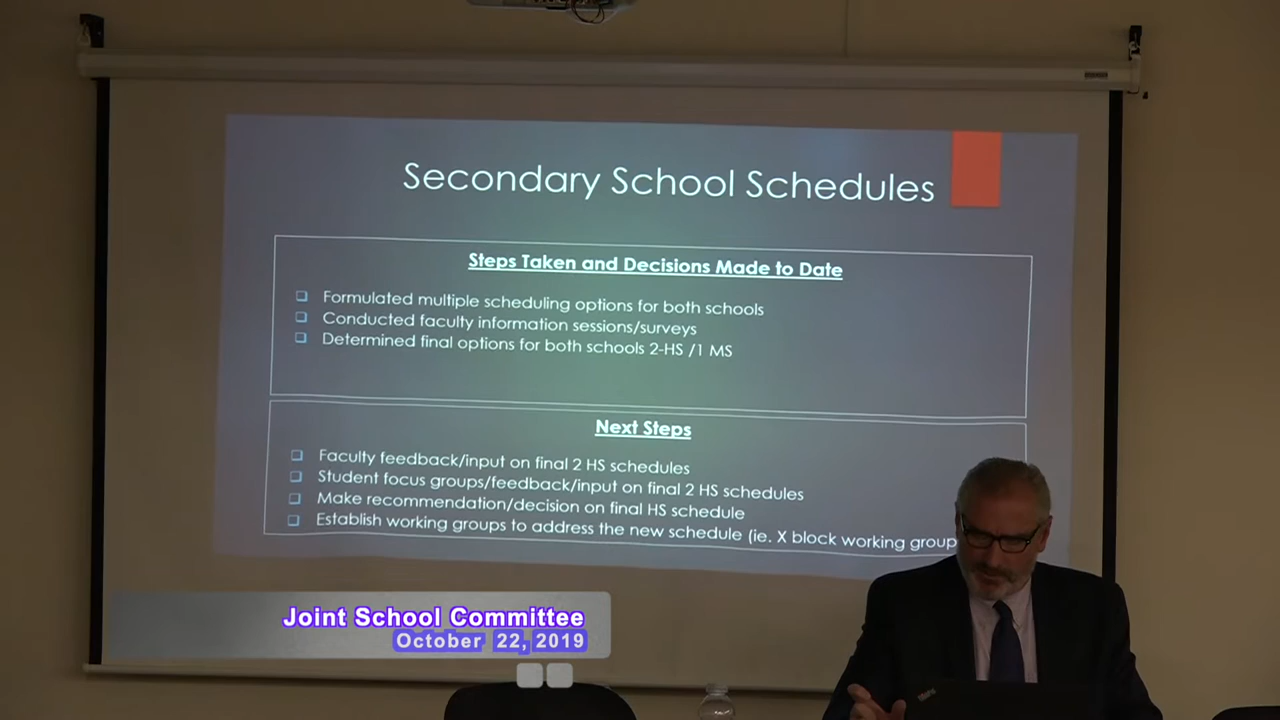 Secondary School Schedules
Steps Taken and Decisions Made to Date
❑ Formulated multiple scheduling options for both schools
❑ Conducted faculty information sessions/surveys
❑ Determined final options for both schools 2-HS /1 MS
Next Steps
❑ Faculty feedback/input on final 2 HS schedules
❑ Student focus groups/feedback/input on final 2 HS schedules
❑ Make recommendation/decision on final HS schedule
❑ Establish working groups to address the new schedule (ie. X block working group
Joint School Committee
October 22, 2019